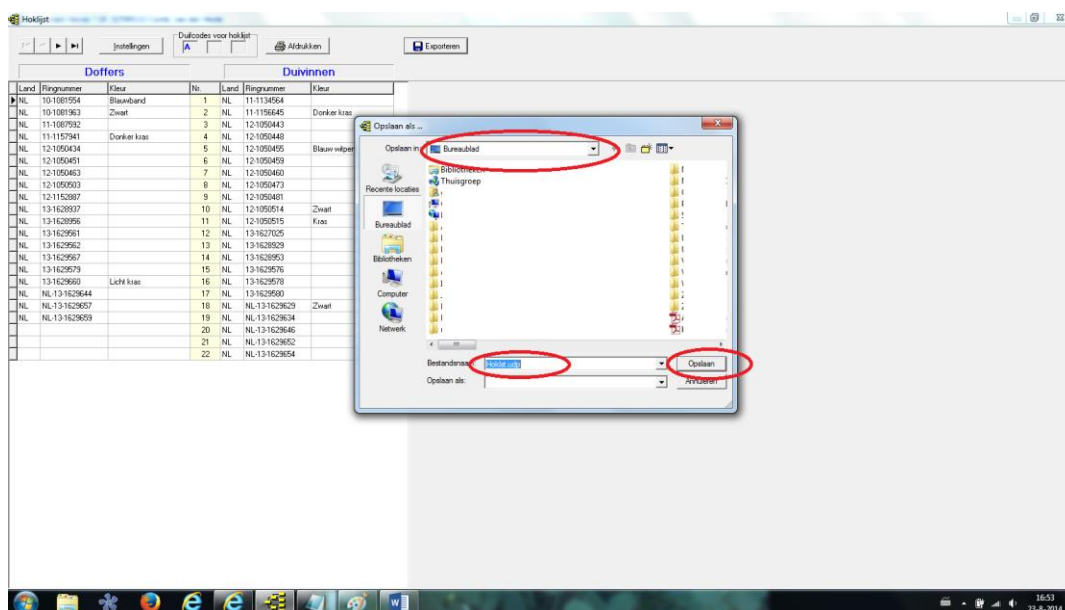 Hoklijst
Instellingen
Duifcodes voor hoklijst
A
Afdrukken
Exporteren
Doffers Duivinnen
Land Ringnummer Kleur Nr. Land Ringnummer Kleur
NL 10-1081554 Blauwband 1 NL 11-1134564
NL 10-1081963 Zwart 2 NL 11-1156645 Donker kras
NL 11-1087592 3 NL 12-1050443
NL 11-1157941 Donker kras 4 NL 12-1050448
NL 12-1050434 5 NL 12-1050455 Blauw witpen
NL 12-1050451 6 NL 12-1050459
NL 12-1050463 7 NL 12-1050460
NL 12-1050503 8 NL 12-1050473
NL 12-1152887 9 NL 12-1050481
NL 13-1628937 10 NL 12-1050514 Zwart
NL 13-1628956 11 NL 12-1050515 Kras
NL 13-1629561 12 NL 13-1627025
NL 13-1629562 13 NL 13-1628929
NL 13-1629567 14 NL 13-1628953
NL 13-1629579 15 NL 13-1629576
NL 13-1629660 Licht kras 16 NL 13-1629578
NL NL-13-1629644 17 NL 13-1629580
NL NL-13-1629657 18 NL NL-13-1629629 Zwart
NL NL-13-1629659 19 NL NL-13-1629634
20 NL NL-13-1629646
21 NL NL-13-1629652
22 NL NL-13-1629654
Opslaan als ...
Opslaan in: Bureaublad
Recente locaties
Bureaublad
Bibliotheken
Computer
Netwerk
Bibliotheken
Thuisgroep
Bestandsnaam: Hoklijst.udp
Opslaan
Opslaan als:
Annuleren
16:53
23-8-2014